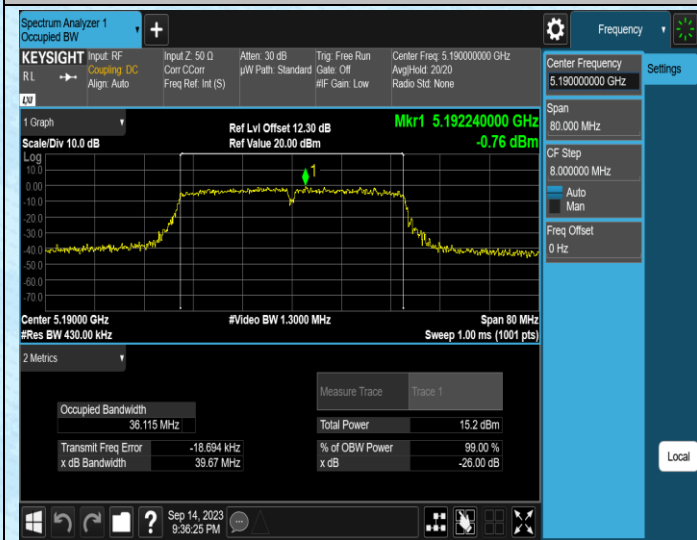 Spectrum Analyzer 1
Occupied BW
Frequency
KEYSIGHT
Input: RF
Coupling: DC
Align: Auto
RL
LXI
Input Z: 50 Ω
Corr CCorr
Freq Ref: Int (S)
Atten: 30 dB
µW Path: Standard
Trig: Free Run
Gate: Off
#IF Gain: Low
Center Freq: 5.190000000 GHz
Avg|Hold: 20/20
Radio Std: None
Center Frequency
5.190000000 GHz
Settings
Span
80.000 MHz
CF Step
8.000000 MHz
Auto
Man
Freq Offset
0 Hz
Local
1 Graph
Scale/Div 10.0 dB
Ref Lvl Offset 12.30 dB
Ref Value 20.00 dBm
Mkr1 5.192240000 GHz
-0.76 dBm
Log
10.0
0.00
-10.0
-20.0
-30.0
-40.0
-50.0
-60.0
-70.0
1
Center 5.19000 GHz
#Res BW 430.00 kHz
#Video BW 1.3000 MHz
Span 80 MHz
Sweep 1.00 ms (1001 pts)
2 Metrics
Measure Trace
Trace 1
Occupied Bandwidth
36.115 MHz
Total Power
15.2 dBm
Transmit Freq Error
-18.694 kHz
% of OBW Power
99.00 %
x dB Bandwidth
39.67 MHz
x dB
-26.00 dB
?
Sep 14, 2023
9:36:25 PM